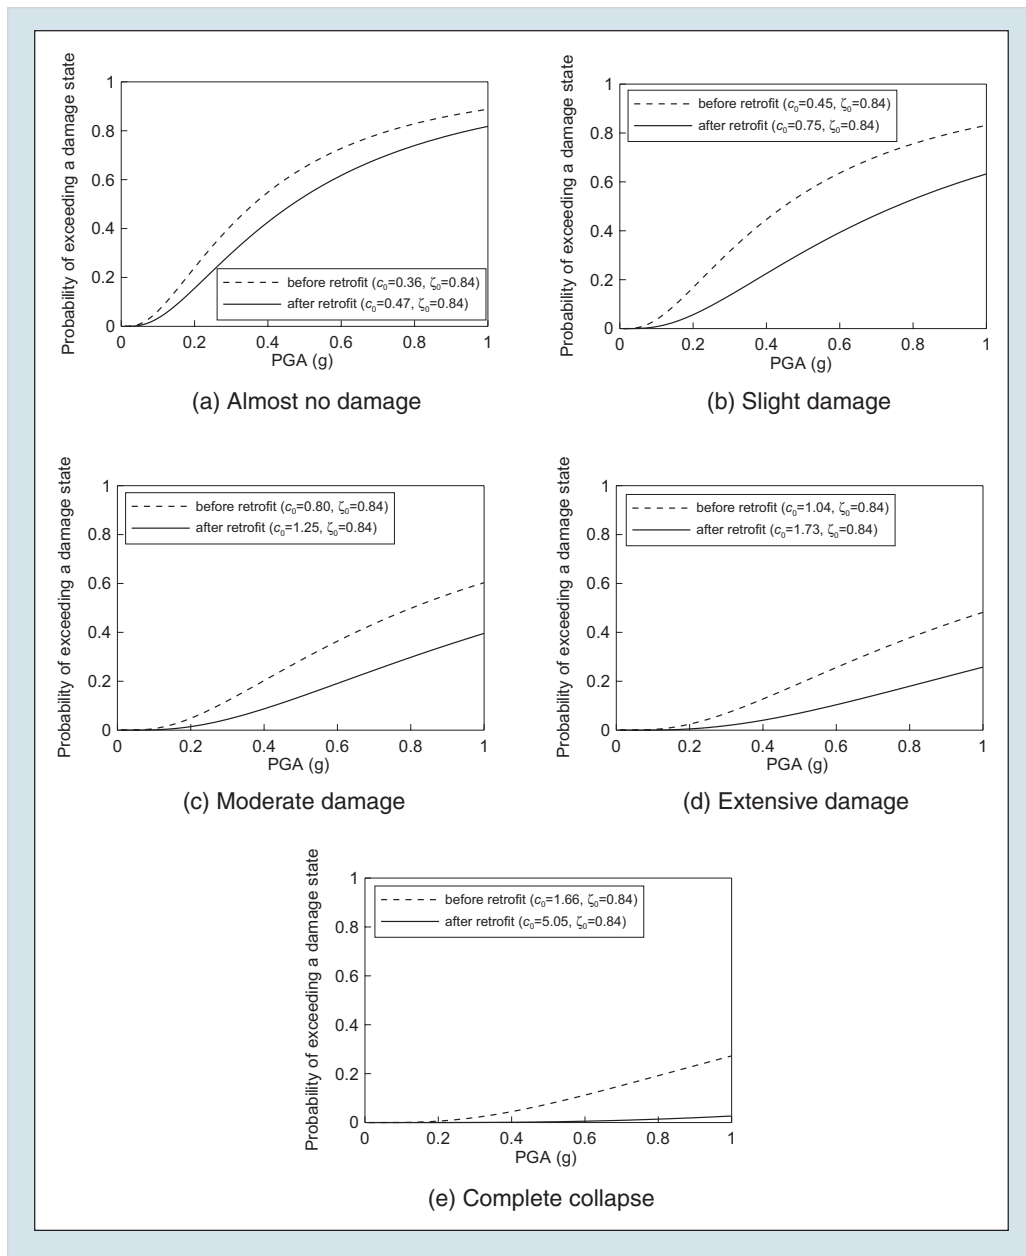 Probability of exceeding a damage state
1
0.8
0.6
0.4
0.2
0
before retrofit (c₀=0.36, ζ₀=0.84)
after retrofit (c₀=0.47, ζ₀=0.84)
0 0.2 0.4 0.6 0.8 1
PGA (g)
(a) Almost no damage
Probability of exceeding a damage state
1
0.8
0.6
0.4
0.2
0
before retrofit (c₀=0.45, ζ₀=0.84)
after retrofit (c₀=0.75, ζ₀=0.84)
0 0.2 0.4 0.6 0.8 1
PGA (g)
(b) Slight damage
Probability of exceeding a damage state
1
0.8
0.6
0.4
0.2
0
before retrofit (c₀=0.80, ζ₀=0.84)
after retrofit (c₀=1.25, ζ₀=0.84)
0 0.2 0.4 0.6 0.8 1
PGA (g)
(c) Moderate damage
Probability of exceeding a damage state
1
0.8
0.6
0.4
0.2
0
before retrofit (c₀=1.04, ζ₀=0.84)
after retrofit (c₀=1.73, ζ₀=0.84)
0 0.2 0.4 0.6 0.8 1
PGA (g)
(d) Extensive damage
Probability of exceeding a damage state
1
0.8
0.6
0.4
0.2
0
before retrofit (c₀=1.66, ζ₀=0.84)
after retrofit (c₀=5.05, ζ₀=0.84)
0 0.2 0.4 0.6 0.8 1
PGA (g)
(e) Complete collapse